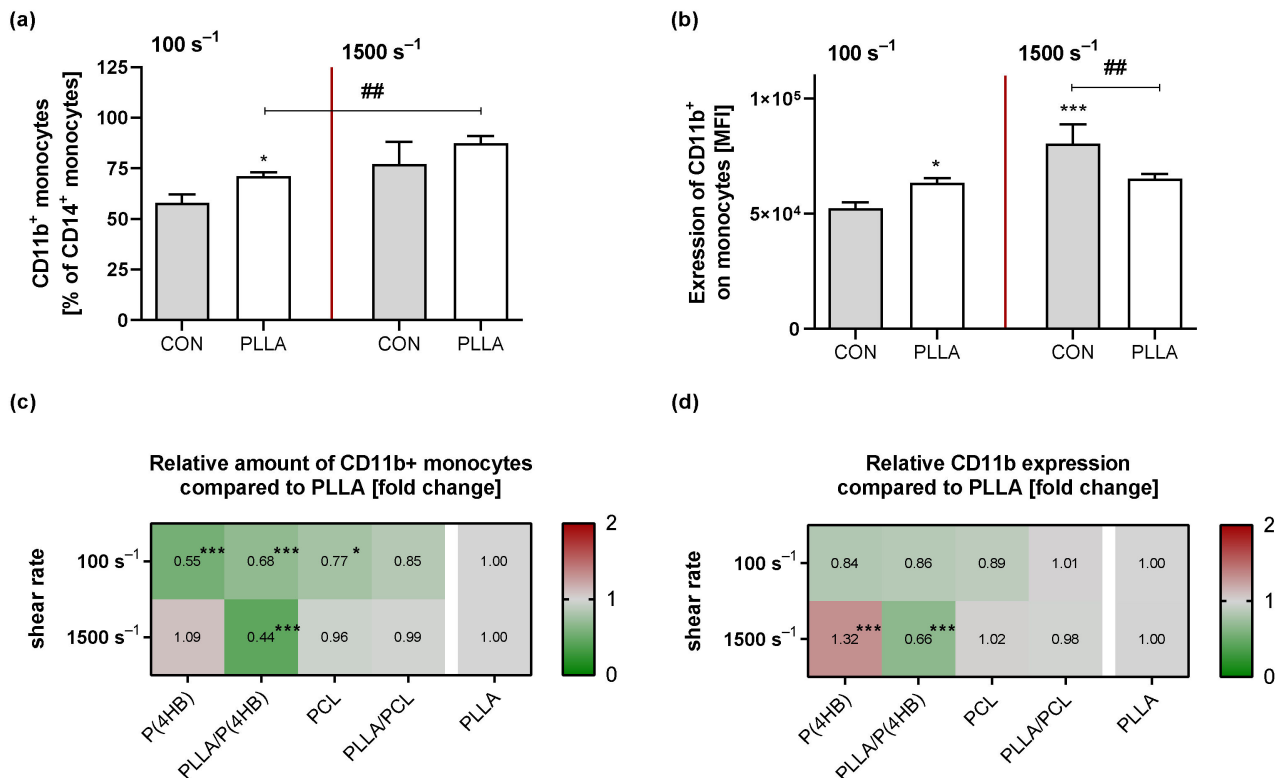 (a)
100 s⁻¹
1500 s⁻¹
CD11b⁺ monocytes
[% of CD14⁺ monocytes]
125
100
75
50
25
0
*
##
CON
PLLA
CON
PLLA
(b)
100 s⁻¹
1500 s⁻¹
Exression of CD11b⁺
on monocytes [MFI]
1×10⁵
5×10⁴
0
*
***
##
CON
PLLA
CON
PLLA
(c)
Relative amount of CD11b+ monocytes
compared to PLLA [fold change]
shear rate
100 s⁻¹
0.55*** 0.68*** 0.77* 0.85 1.00
1500 s⁻¹
1.09 0.44*** 0.96 0.99 1.00
P(4HB)
PLLA/P(4HB)
PCL
PLLA/PCL
PLLA
2
1
0
(d)
Relative CD11b expression
compared to PLLA [fold change]
shear rate
100 s⁻¹
0.84 0.86 0.89 1.01 1.00
1500 s⁻¹
1.32*** 0.66*** 1.02 0.98 1.00
P(4HB)
PLLA/P(4HB)
PCL
PLLA/PCL
PLLA
2
1
0